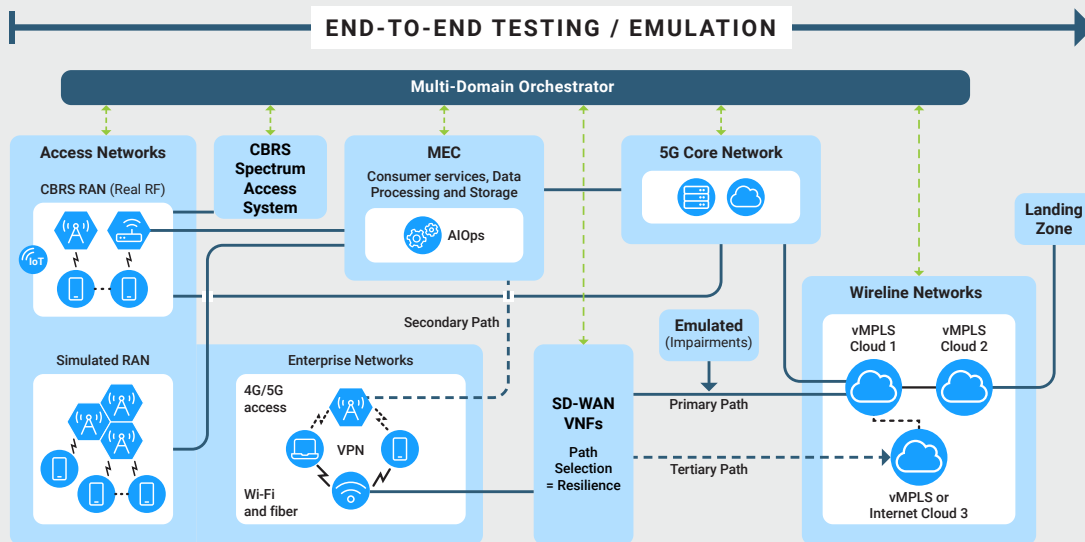 END-TO-END TESTING / EMULATION
Multi-Domain Orchestrator
Access Networks
CBRS RAN (Real RF)
IoT
CBRS
Spectrum
Access
System
MEC
Consumer services, Data
Processing and Storage
AIOps
5G Core Network
Landing
Zone
Secondary Path
Emulated
(Impairments)
Wireline Networks
vMPLS
Cloud 1
vMPLS
Cloud 2
Simulated RAN
Enterprise Networks
4G/5G
access
VPN
Wi-Fi
and fiber
SD-WAN
VNFs
Path
Selection
= Resilience
Primary Path
Tertiary Path
vMPLS or
Internet Cloud 3